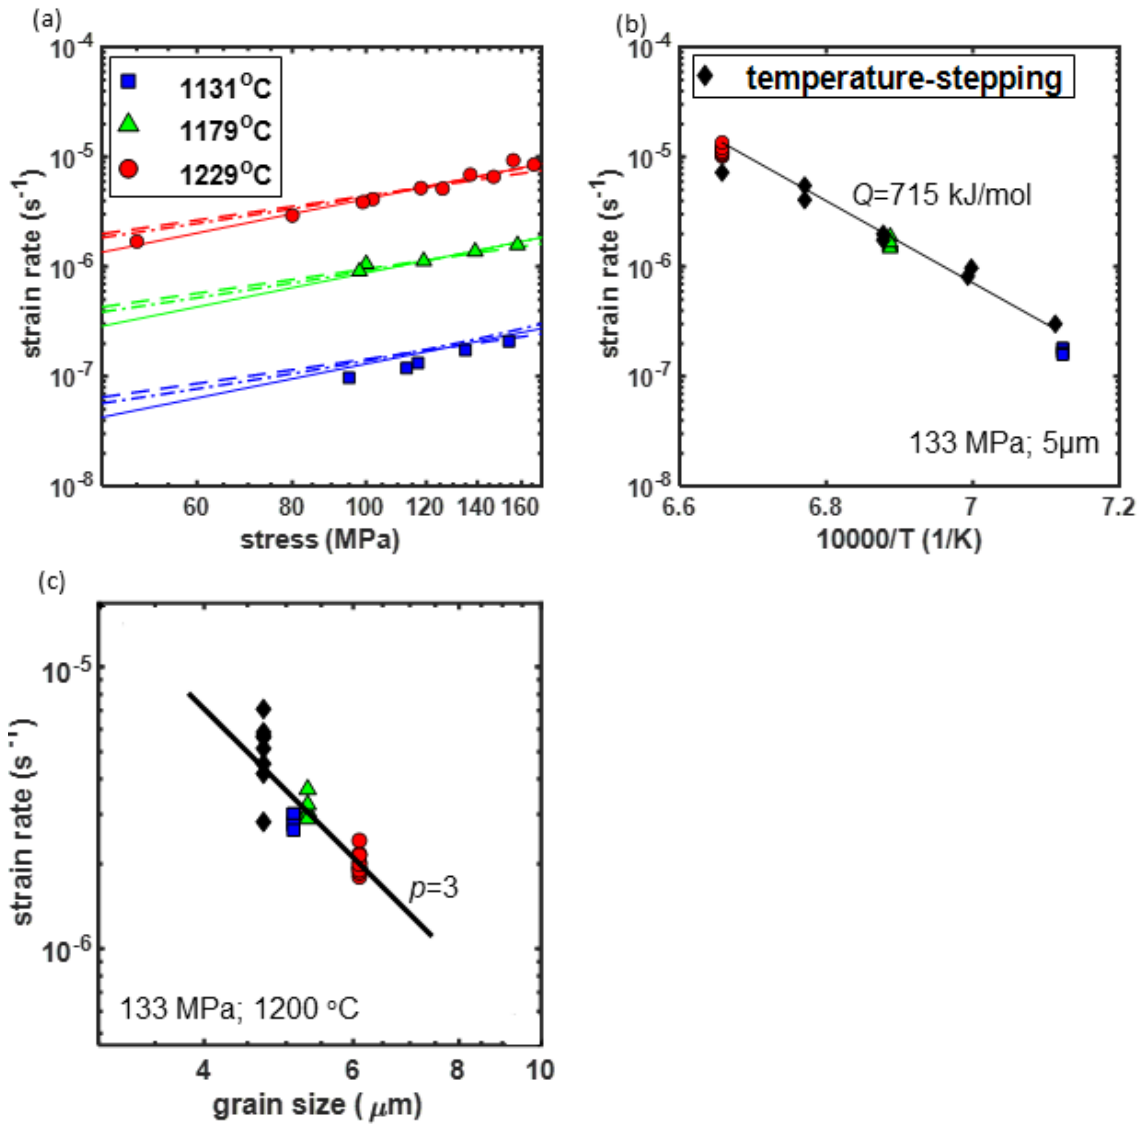 (a)
10⁻⁴
10⁻⁵
10⁻⁶
10⁻⁷
10⁻⁸
strain rate (s⁻¹)
1131⁰C
1179⁰C
1229⁰C
60
80
100
120
140
160
stress (MPa)
(b)
10⁻⁴
10⁻⁵
10⁻⁶
10⁻⁷
10⁻⁸
strain rate (s⁻¹)
temperature-stepping
Q=715 kJ/mol
133 MPa; 5µm
6.6
6.8
7
7.2
10000/T (1/K)
(c)
10⁻⁵
10⁻⁶
strain rate (s⁻¹)
p=3
133 MPa; 1200 °C
4
6
8
10
grain size ( µm)